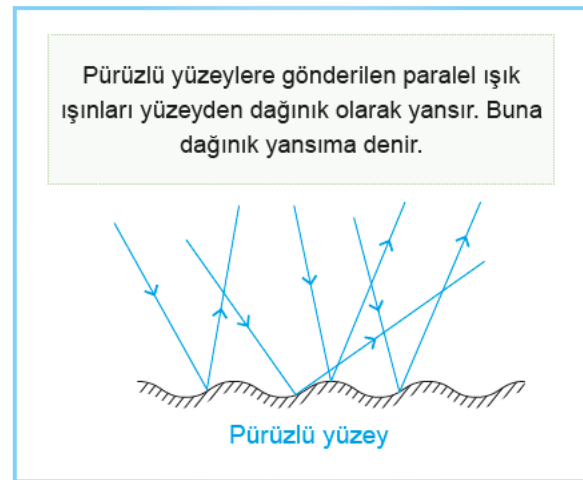 Pürüzlü yüzeylere gönderilen paralel ışık
ışınları yüzeyden dağınık olarak yansır. Buna
dağınık yansıma denir.
Pürüzlü yüzey